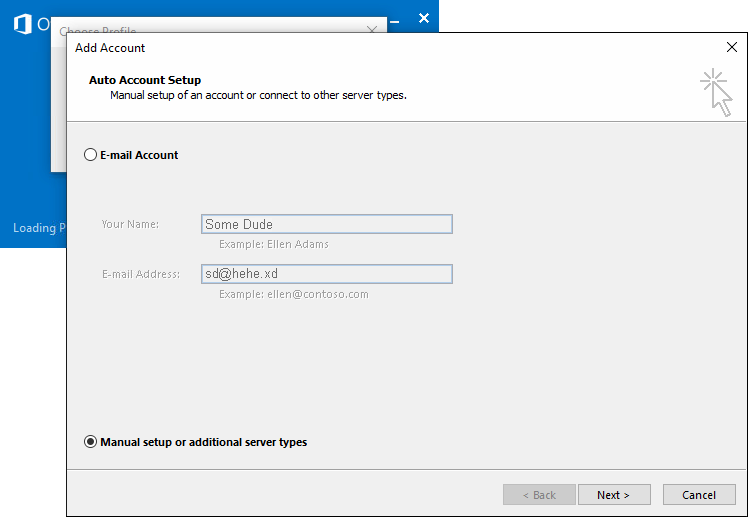 Choose Profile
Loading P
Add Account
Auto Account Setup
Manual setup of an account or connect to other server types.
E-mail Account
Your Name:
Some Dude
Example: Ellen Adams
E-mail Address:
sd@hehe.xd
Example: ellen@contoso.com
Manual setup or additional server types
< Back
Next >
Cancel